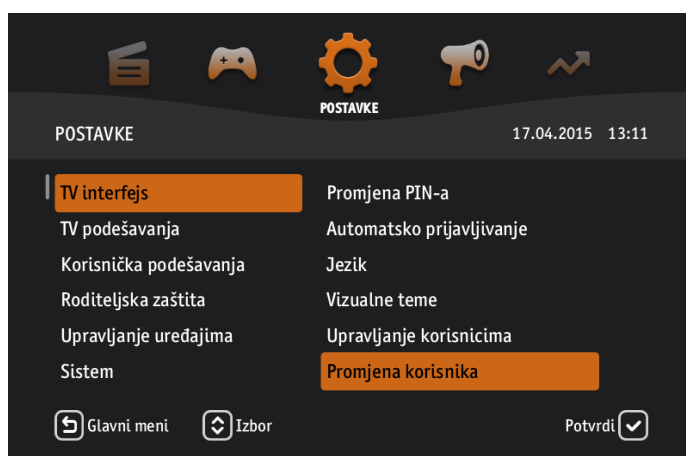 POSTAVKE
POSTAVKE
17.04.2015 13:11
TV interfejs
TV podešavanja
Korisnička podešavanja
Roditeljska zaštita
Upravljanje uređajima
Sistem
Promjena PIN-a
Automatsko prijavljivanje
Jezik
Vizualne teme
Upravljanje korisnicima
Promjena korisnika
Glavni meni
Izbor
Potvrdi